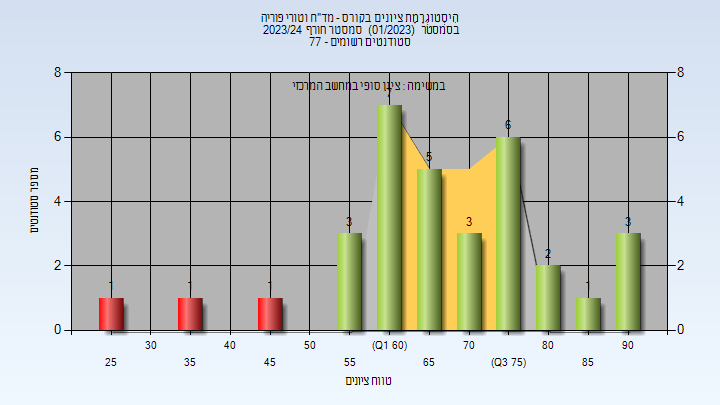 היסטוגרמת ציונים בקורס - מד"ח וטורי פוריה
בסמסטר (01/2023) סמסטר חורף 2023/24
סטודנטים רשומים - 77
במשימה : ציון סופי במחשב המרכזי
מספר סטודנטים
8 8
6 6
4 4
2 2
0 0
1 1 1 3 7 5 3 6 2 1 3
30 40 50 (Q1 60) 70 80 90
25 35 45 55 65 (Q3 75) 85
טווח ציונים